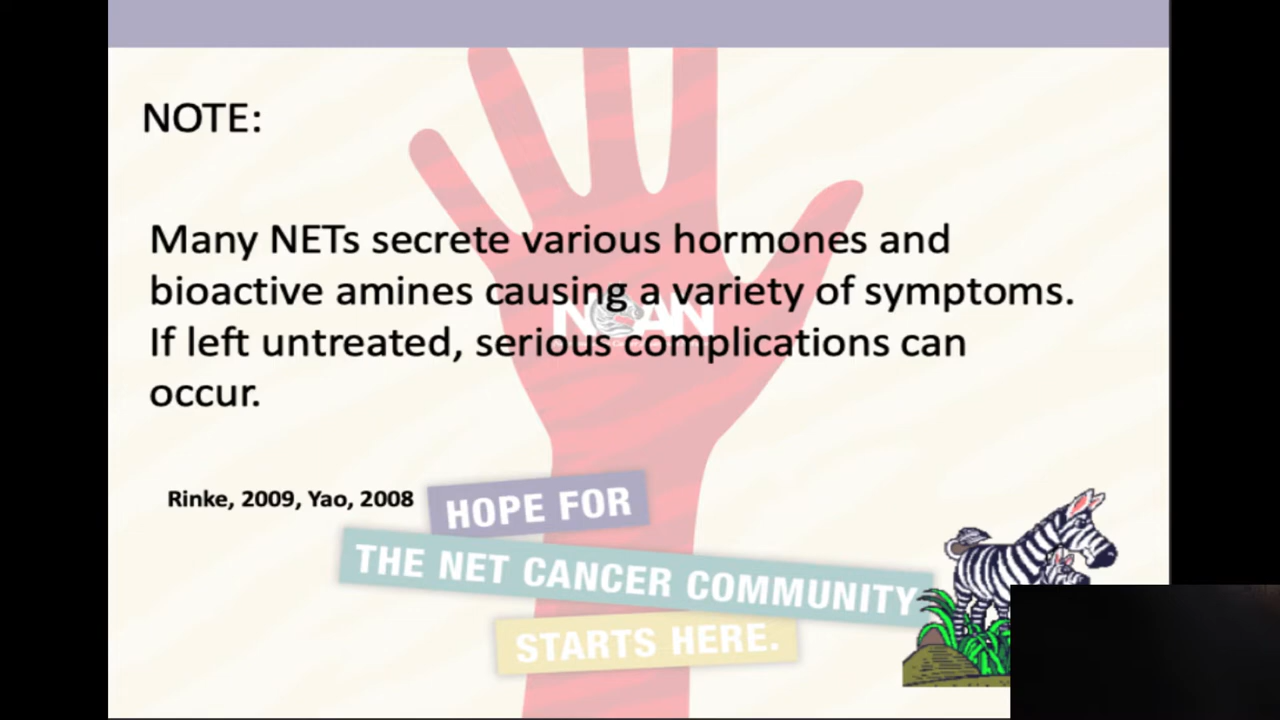 NOTE:
Many NETs secrete various hormones and
bioactive amines causing a variety of symptoms.
If left untreated, serious complications can
occur.
NCAN
Rinke, 2009, Yao, 2008
HOPE FOR
THE NET CANCER COMMUNITY
STARTS HERE.